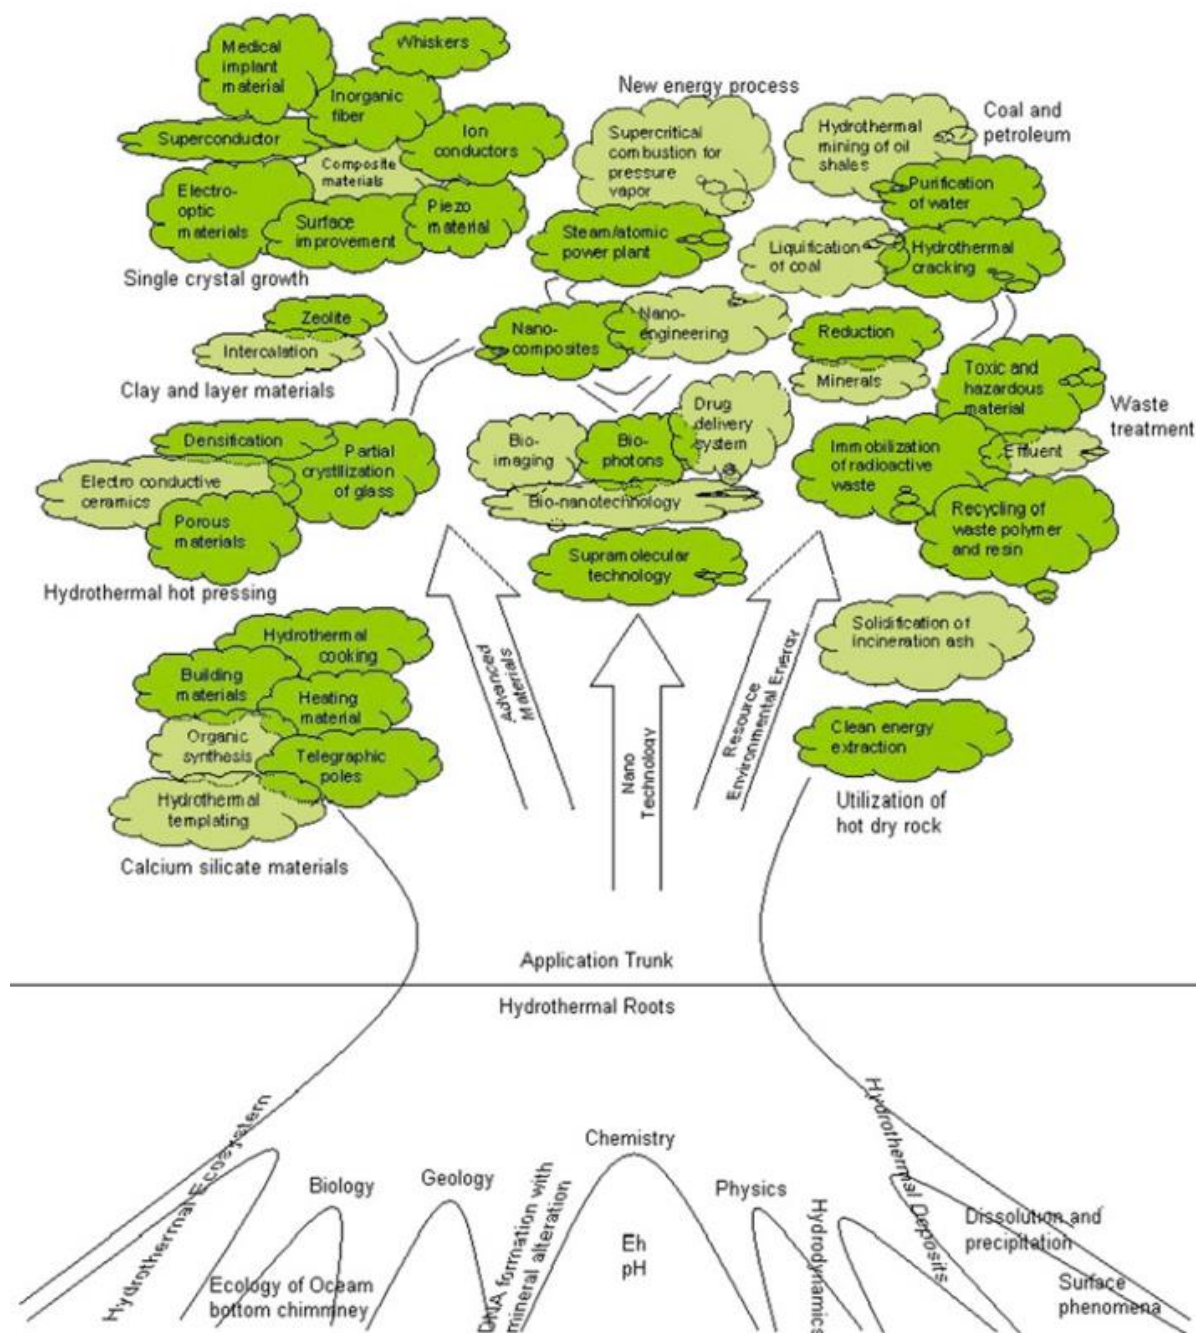 Medical
implant
material
Whiskers
Inorganic
fiber
Superconductor
Ion
conductors
Composite
materials
Electro-
optic
materials
Surface
improvement
Piezo
material
Single crystal growth
New energy process
Supercritical
combustion for
pressure
vapor
Steam/atomic
power plant
Coal and
petroleum
Hydrothermal
mining of oil
shales
Purification
of water
Liquification
of coal
Hydrothermal
cracking
Zeolite
Intercalation
Clay and layer materials
Nano-
composites
Nano-
engineering
Reduction
Minerals
Toxic and
hazardous
material
Waste
treatment
Densification
Partial
crystllization
of glass
Electro conductive
ceramics
Porous
materials
Hydrothermal hot pressing
Bio-
imaging
Bio-
photons
Drug
delivery
system
Bio-nanotechnology
Supramolecular
technology
Immobilization
of radioactive
waste
Effluent
Recycling of
waste polymer
and resin
Solidification of
incineration ash
Clean energy
extraction
Utilization of
hot dry rock
Hydrothermal
cooking
Building
materials
Heating
material
Organic
synthesis
Telegraphic
poles
Hydrothermal
templating
Calcium silicate materials
Advanced
Materials
Nano
Technology
Resource
Environmental Energy
Application Trunk
Hydrothermal Roots
Hydrothermal Ecosystem
Biology
Ecology of Oceam
bottom chimmney
Geology
DNA formation with
mineral alteration
Chemistry
Eh
pH
Physics
Hydrodynamics
Hydrothermal Deposits
Dissolution and
precipitation
Surface
phenomena